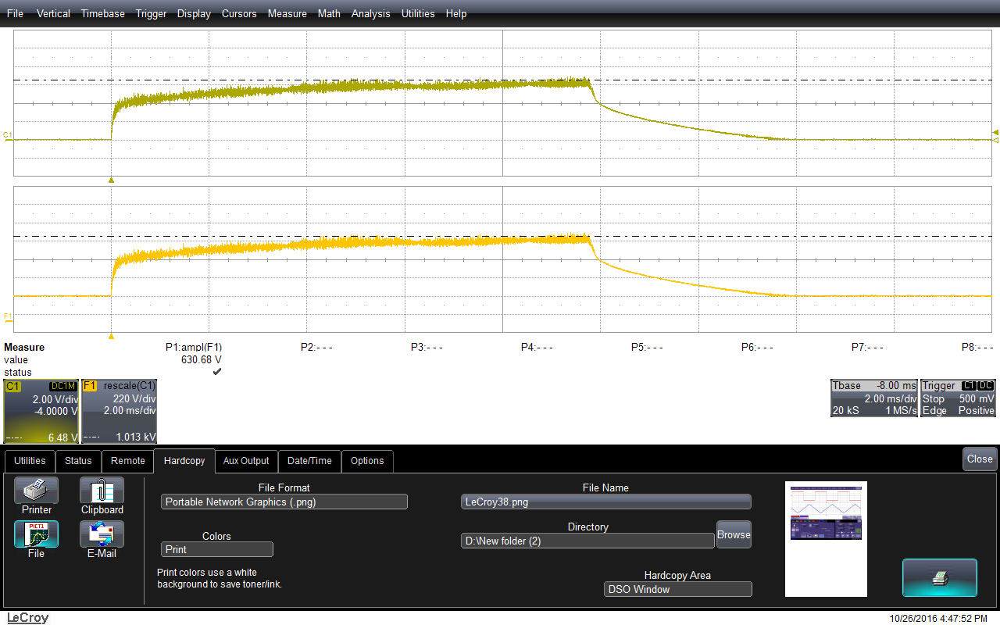 File Vertical Timebase Trigger Display Cursors Measure Math Analysis Utilities Help
C1
F1
Measure P1:ampl(F1) P2:- - - P3:- - - P4:- - - P5:- - - P6:- - - P7:- - - P8:- - -
value 630.68 V
status
C1 DC1M
2.00 V/div
-4.0000 V
6.48 V
F1 rescale(C1)
220 V/div
2.00 ms/div
1.013 kV
Tbase -8.00 ms
2.00 ms/div
20 kS 1 MS/s
Trigger C1 DC
Stop 500 mV
Edge Positive
Utilities Status Remote Hardcopy Aux Output Date/Time Options Close
Printer
Clipboard
PICT1
File
E-Mail
File Format
Portable Network Graphics (.png)
Colors
Print
Print colors use a white
background to save toner/ink.
File Name
LeCroy38.png
Directory
D:\New folder (2)
Browse
Hardcopy Area
DSO Window
LeCroy
10/26/2016 4:47:52 PM